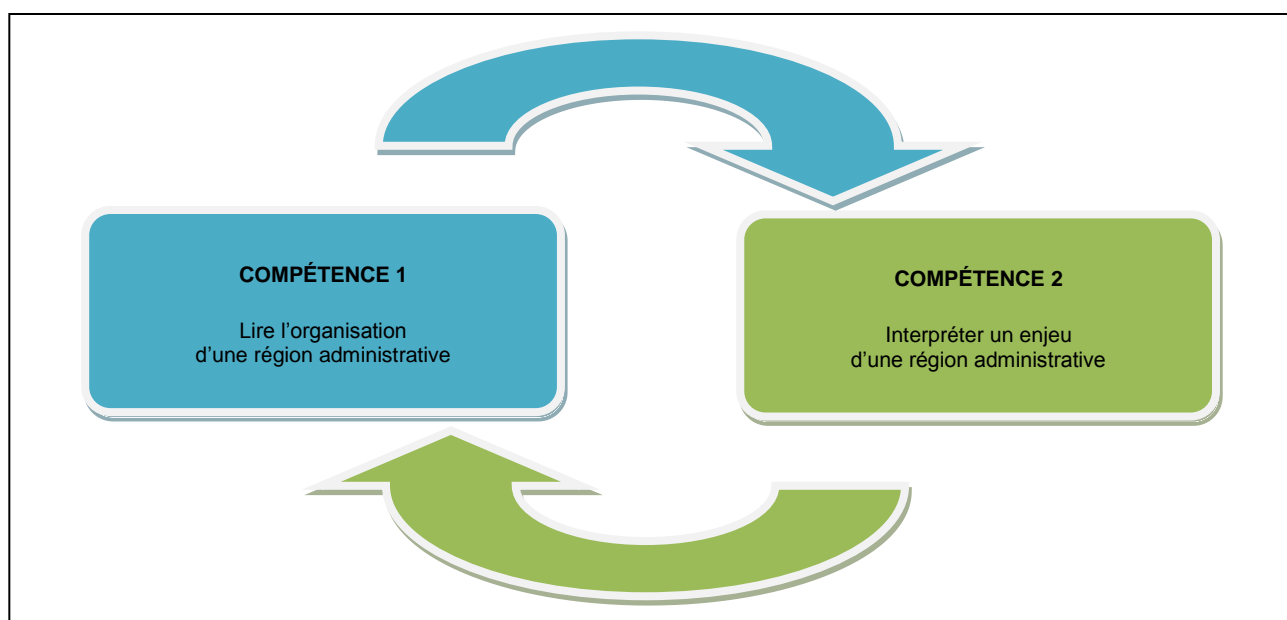 COMPÉTENCE 1
Lire l’organisation
d’une région administrative
COMPÉTENCE 2
Interpréter un enjeu
d’une région administrative